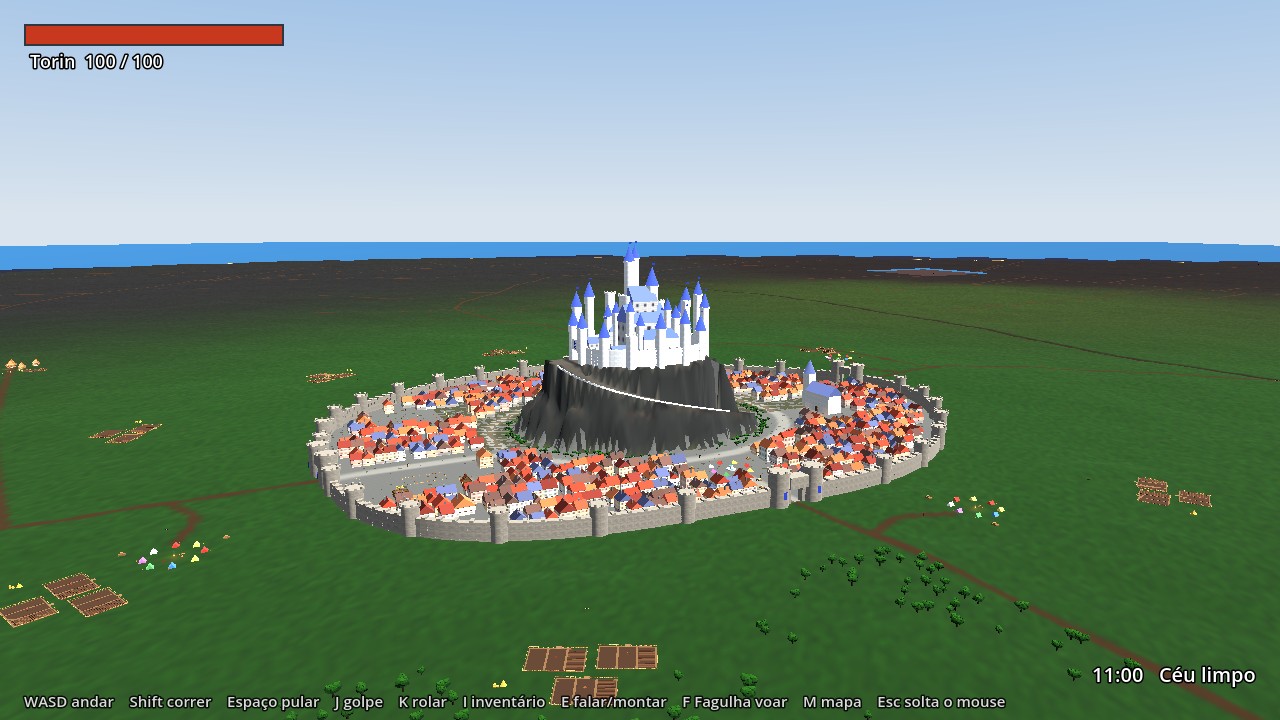 Torin 100 / 100
11:00 Céu limpo
WASD andar Shift correr Espaço pular J golpe K rolar I inventário E falar/montar F Fagulha voar M mapa Esc solta o mouse